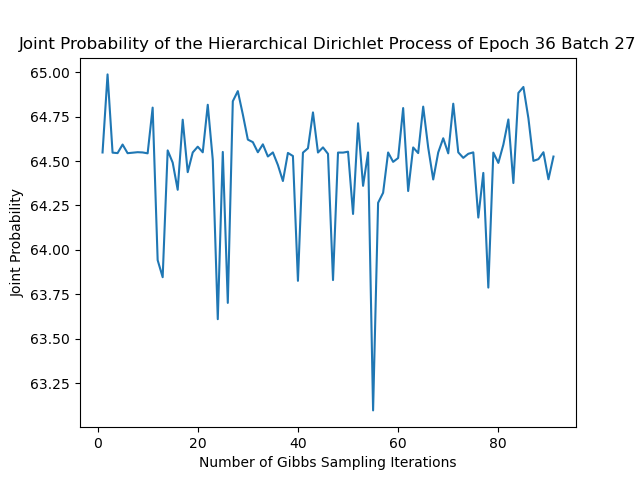 Joint Probability of the Hierarchical Dirichlet Process of Epoch 36 Batch 27
65.00
64.75
64.50
64.25
64.00
63.75
63.50
63.25
Joint Probability
0 20 40 60 80
Number of Gibbs Sampling Iterations